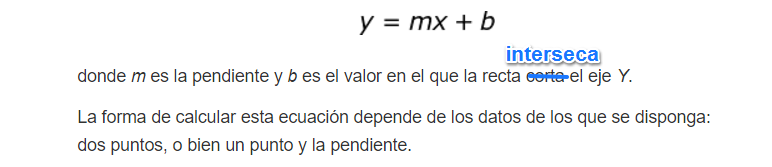 y = mx + b
interseca
donde m es la pendiente y b es el valor en el que la recta corta el eje Y.
La forma de calcular esta ecuación depende de los datos de los que se disponga:
dos puntos, o bien un punto y la pendiente.